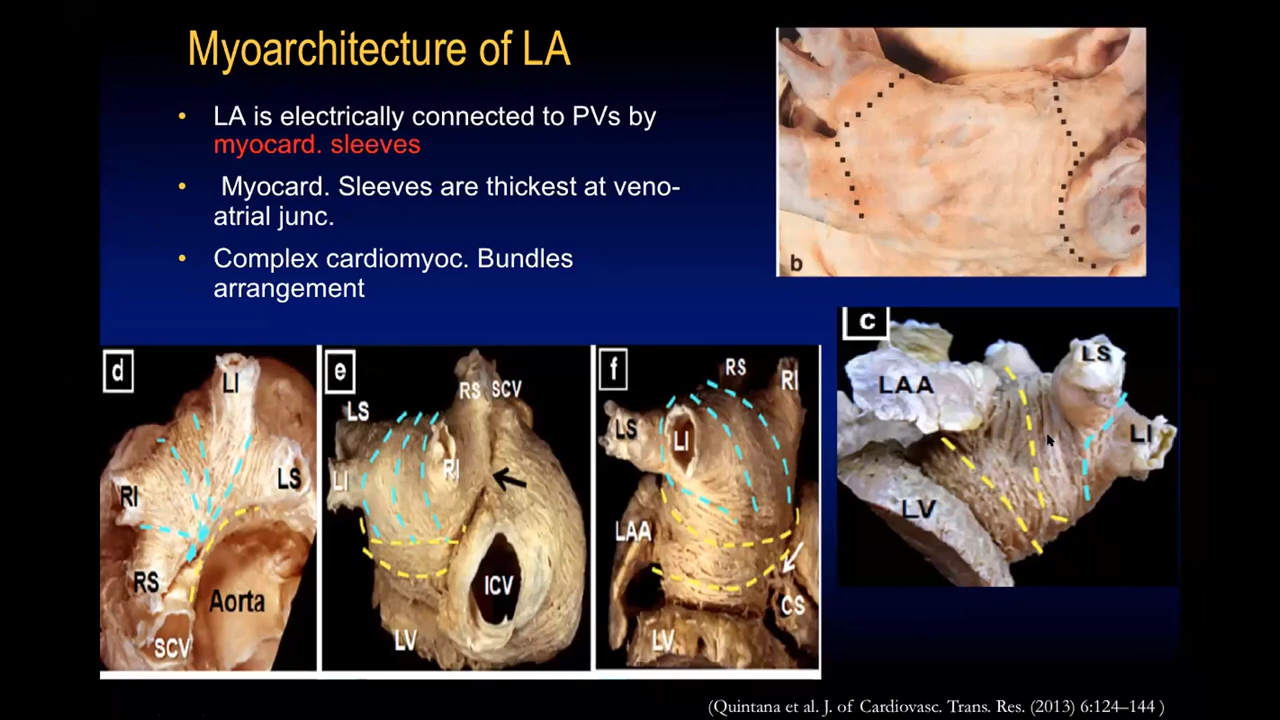 Myoarchitecture of LA
• LA is electrically connected to PVs by
myocard. sleeves
• Myocard. Sleeves are thickest at veno-
atrial junc.
• Complex cardiomyoc. Bundles
arrangement
b
c
LS
LAA
LI
LV
d
LI
LS
RI
RS
Aorta
SCV
e
RS SCV
LS
LI
RI
ICV
LV
f
RS
RI
LS
LI
LAA
CS
LV
(Quintana et al. J. of Cardiovasc. Trans. Res. (2013) 6:124–144 )